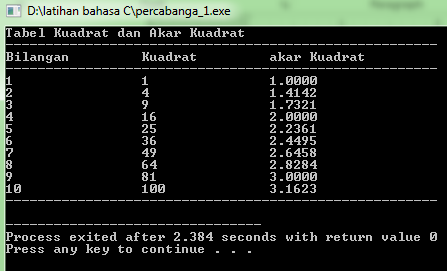 D:\latihan bahasa C\percabanga_1.exe
Tabel Kuadrat dan Akar Kuadrat
------------------------------------------------------
Bilangan Kuadrat akar Kuadrat
------------------------------------------------------
1 1 1.0000
2 4 1.4142
3 9 1.7321
4 16 2.0000
5 25 2.2361
6 36 2.4495
7 49 2.6458
8 64 2.8284
9 81 3.0000
10 100 3.1623
------------------------------------------------------
--------------------------------
Process exited after 2.384 seconds with return value 0
Press any key to continue . . .